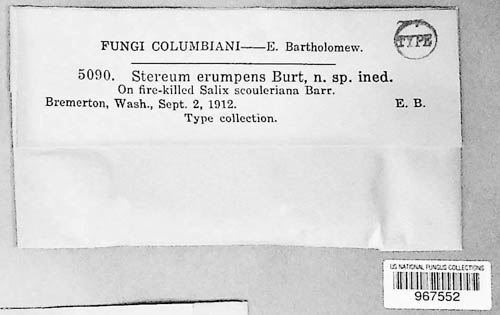 FUNGI COLUMBIANI——E. Bartholomew.
TYPE
5090. Stereum erumpens Burt, n. sp. ined.
On fire-killed Salix scouleriana Barr.
Bremerton, Wash., Sept. 2, 1912. E. B.
Type collection.
US NATIONAL FUNGUS COLLECTIONS
967552